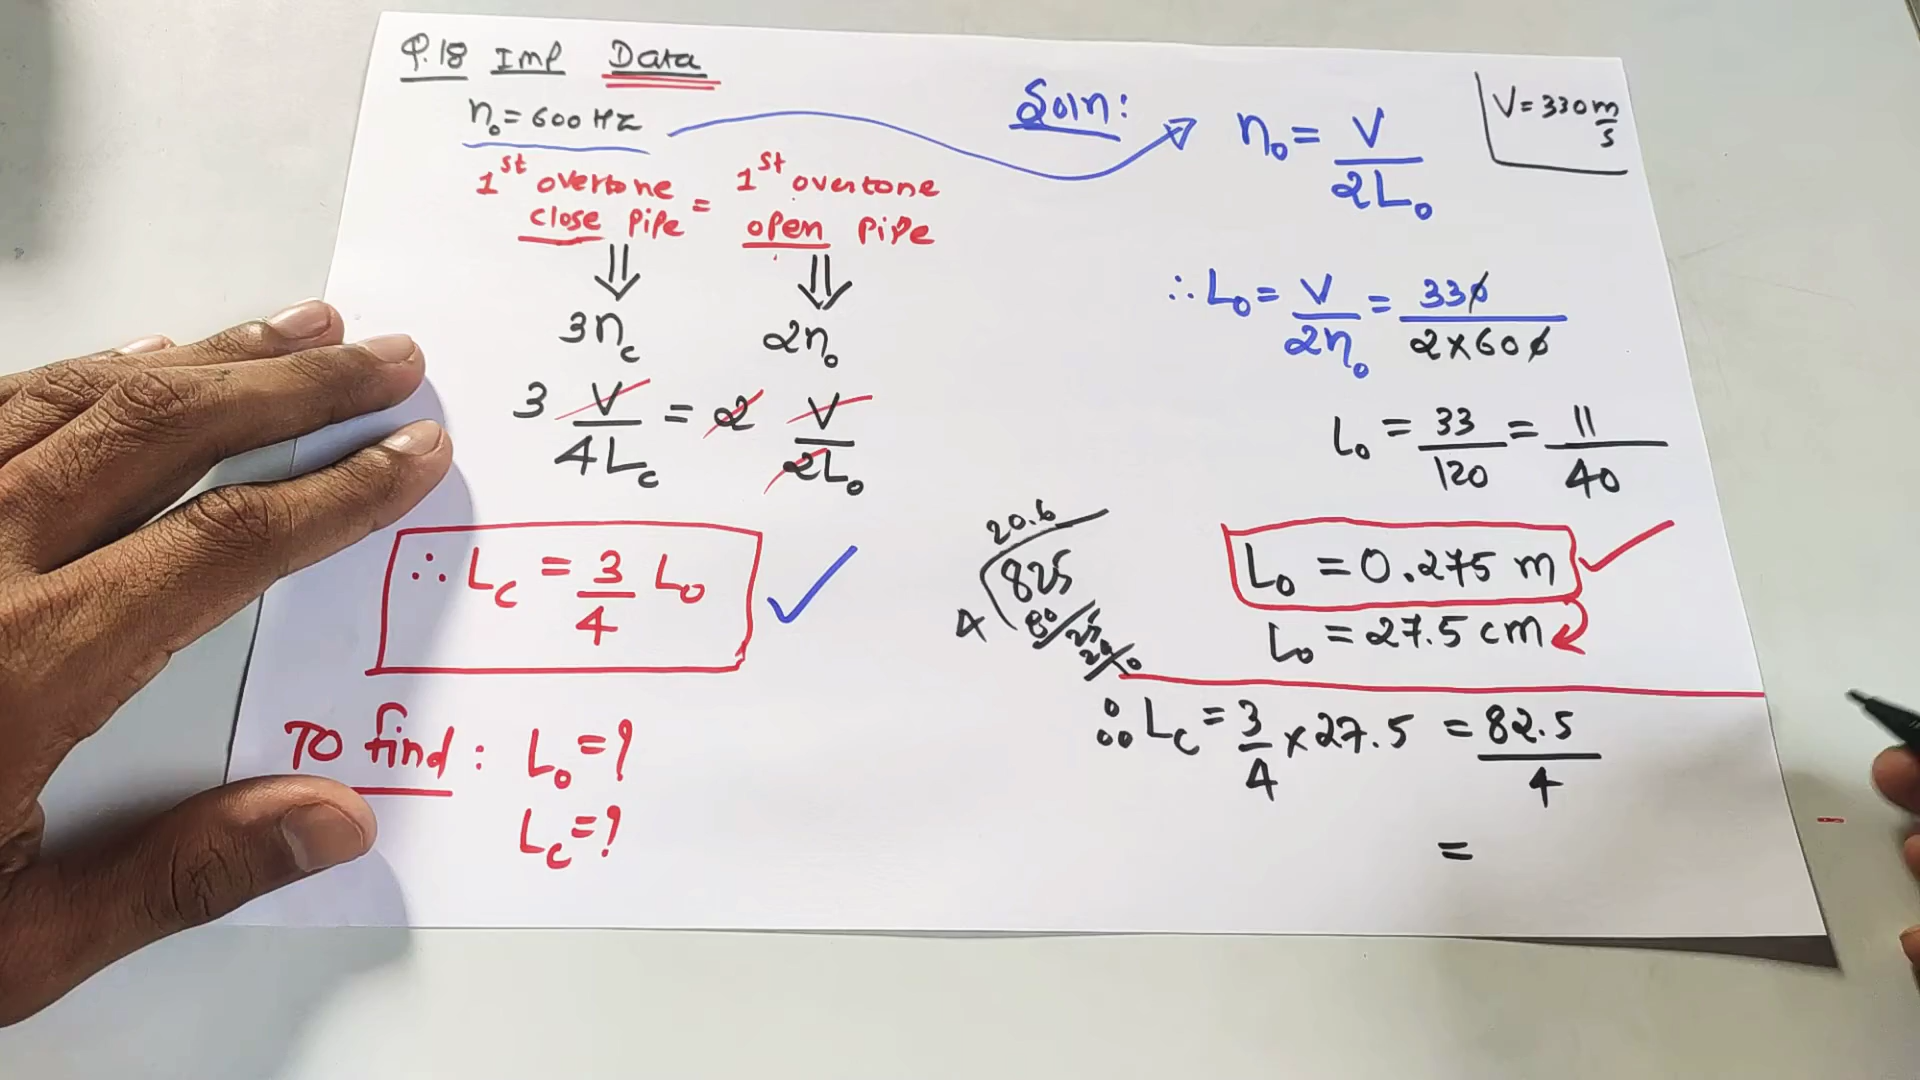 Q.18 Imp Data
n₀ = 600 Hz
1st overtone close pipe = 1st overtone open pipe
⇓ ⇓
3n_c 2n₀
3 V/4L_c = 2 V/2L₀
∴ L_c = 3/4 L₀
To find: L₀ = ?
L_c = ?
Soln: n₀ = V/2L₀
V = 330 m/s
∴ L₀ = V/2n₀ = 330/2×600
L₀ = 33/120 = 11/40
L₀ = 0.275 m
L₀ = 27.5 cm
20.6
4 825
80
25
24
∴ L_c = 3/4 × 27.5 = 82.5/4
=